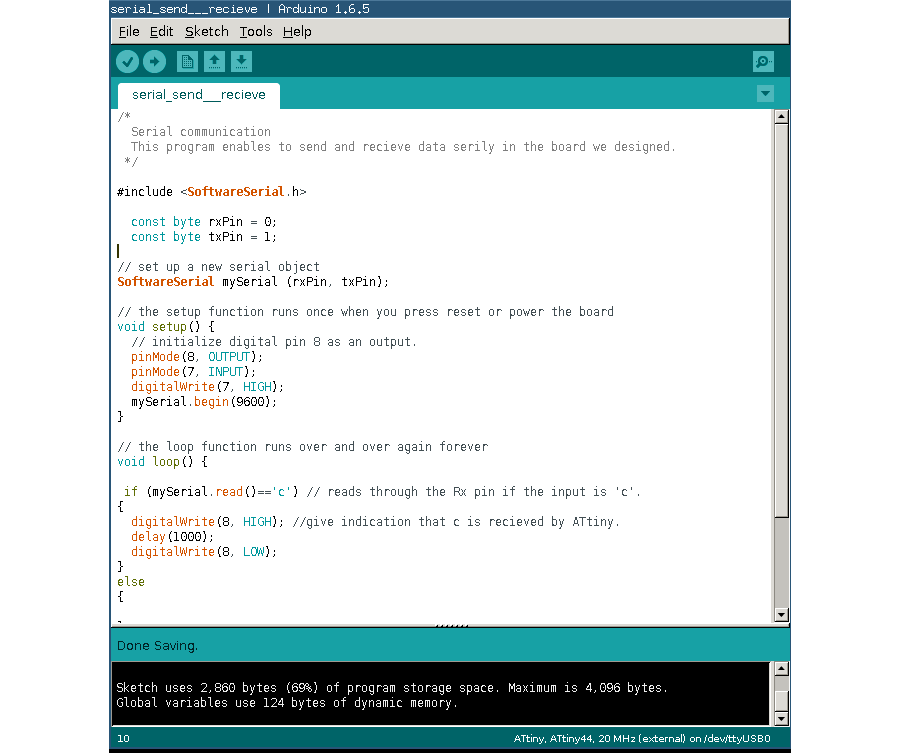 serial_send___recieve | Arduino 1.6.5
File Edit Sketch Tools Help
serial_send___recieve
/*
  Serial communication
  This program enables to send and recieve data serily in the board we designed.
 */
#include <SoftwareSerial.h>
  const byte rxPin = 0;
  const byte txPin = 1;
// set up a new serial object
SoftwareSerial mySerial (rxPin, txPin);
// the setup function runs once when you press reset or power the board
void setup() {
  // initialize digital pin 8 as an output.
  pinMode(8, OUTPUT);
  pinMode(7, INPUT);
  digitalWrite(7, HIGH);
  mySerial.begin(9600);
}
// the loop function runs over and over again forever
void loop() {
 if (mySerial.read()=='c') // reads through the Rx pin if the input is 'c'.
{
  digitalWrite(8, HIGH); //give indication that c is recieved by ATtiny.
  delay(1000);
  digitalWrite(8, LOW);
}
else
{
Done Saving.
Sketch uses 2,860 bytes (69%) of program storage space. Maximum is 4,096 bytes.
Global variables use 124 bytes of dynamic memory.
10 ATtiny, ATtiny44, 20 MHz (external) on /dev/ttyUSB0